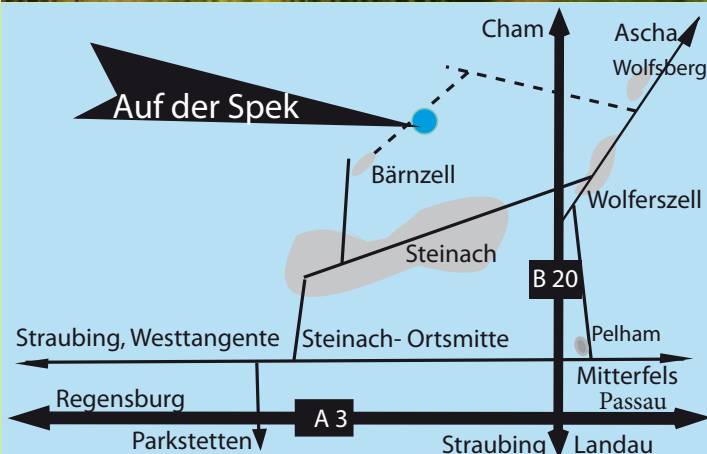 Cham
Ascha
Wolfsberg
Auf der Spek
Bärnzell
Wolferszell
Steinach
B 20
Straubing, Westtangente
Steinach- Ortsmitte
Pelham
Mitterfels
Regensburg
Passau
A 3
Parkstetten
Straubing
Landau